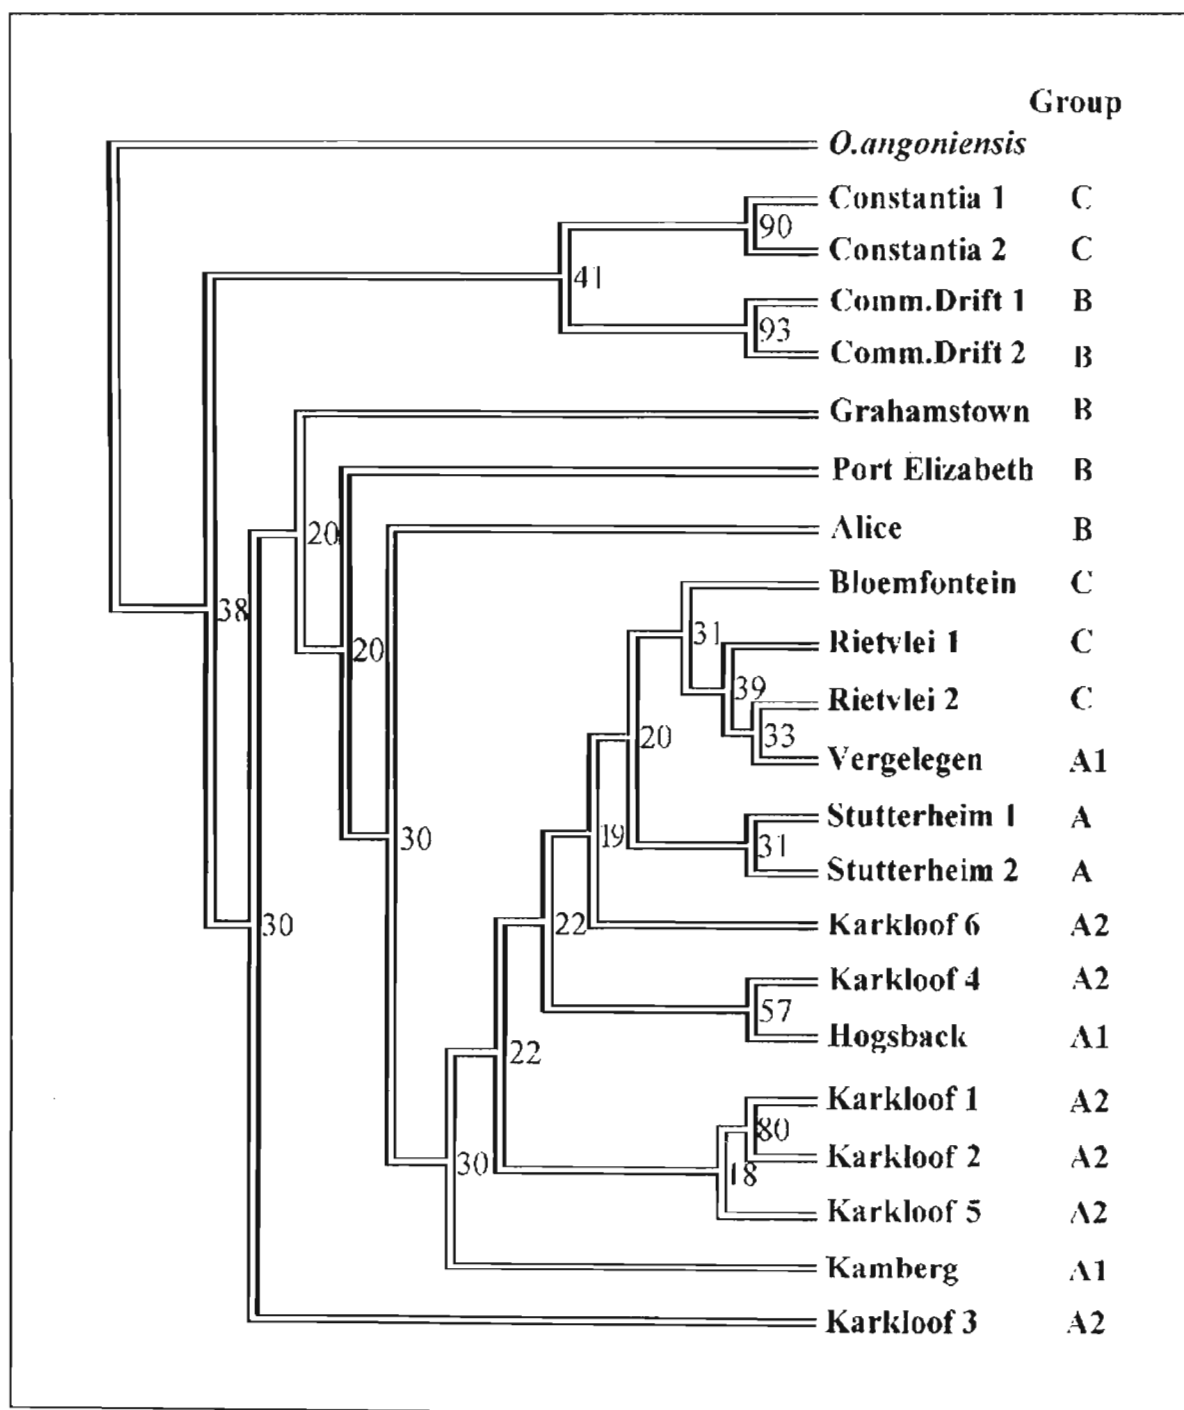 Group
O.angoniensis
Constantia 1 C
90
Constantia 2 C
41
Comm.Drift 1 B
93
Comm.Drift 2 B
Grahamstown B
Port Elizabeth B
20
Alice B
Bloemfontein C
38
31
Rietvlei 1 C
20
39
Rietvlei 2 C
20
33
Vergelegen A1
Stutterheim 1 A
30
19
31
Stutterheim 2 A
30
22
Karkloof 6 A2
Karkloof 4 A2
57
Hogsback A1
22
Karkloof 1 A2
80
Karkloof 2 A2
30
18
Karkloof 5 A2
Kamberg A1
Karkloof 3 A2